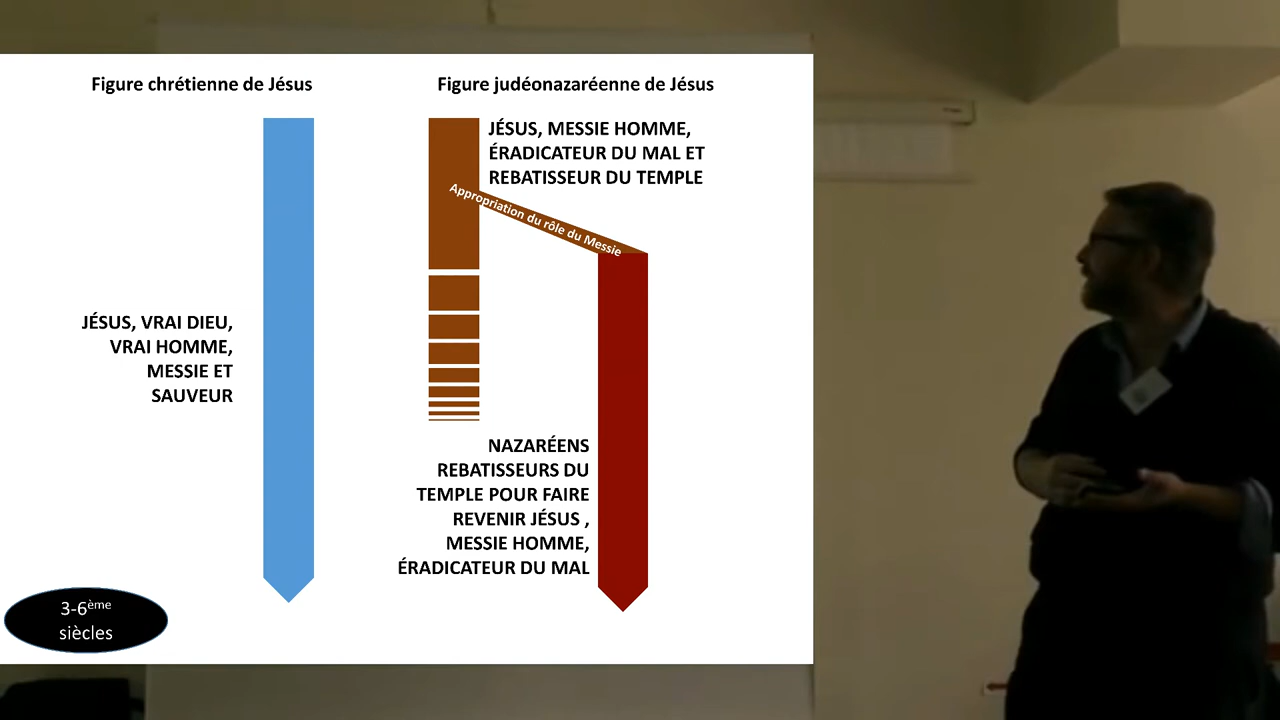 Figure chrétienne de Jésus
JÉSUS, VRAI DIEU,
VRAI HOMME,
MESSIE ET
SAUVEUR
Figure judéonazaréenne de Jésus
JÉSUS, MESSIE HOMME,
ÉRADICATEUR DU MAL ET
REBATISSEUR DU TEMPLE
Appropriation du rôle du Messie
NAZARÉENS
REBATISSEURS DU
TEMPLE POUR FAIRE
REVENIR JÉSUS ,
MESSIE HOMME,
ÉRADICATEUR DU MAL
3-6ème
siècles